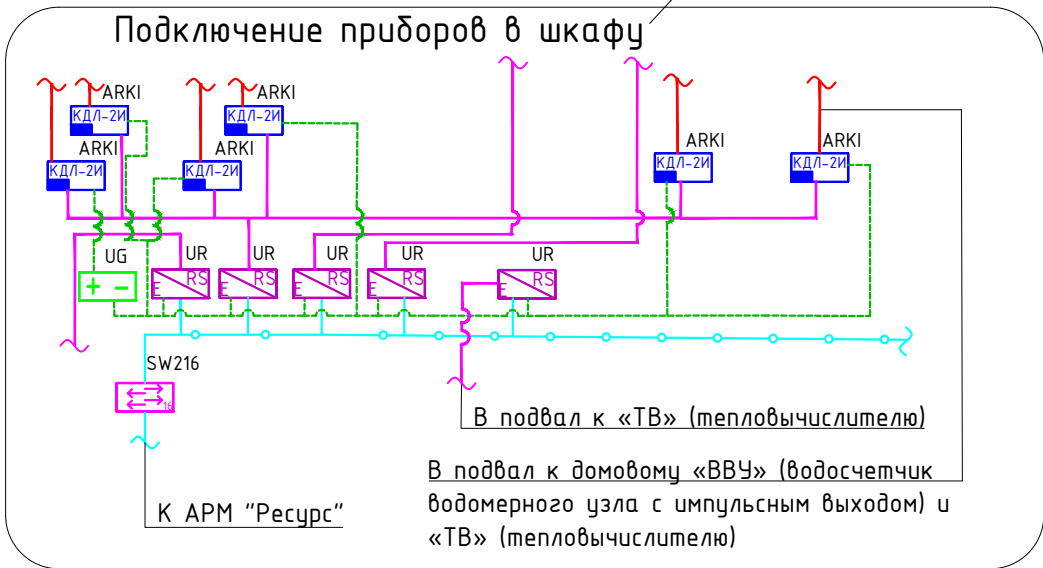 Подключение приборов в шкафу
ARKI
ARKI
КДЛ-2И
КДЛ-2И
ARKI
ARKI
ARKI
ARKI
КДЛ-2И
КДЛ-2И
КДЛ-2И
КДЛ-2И
UG
UR
UR
UR
UR
UR
+ -
E RS
E RS
E RS
E RS
E RS
SW216
16
В подвал к «ТВ» (тепловычислителю)
В подвал к домовому «ВВУ» (водосчетчик
водомерного узла с импульсным выходом) и
«ТВ» (тепловычислителю)
К АРМ "Ресурс"